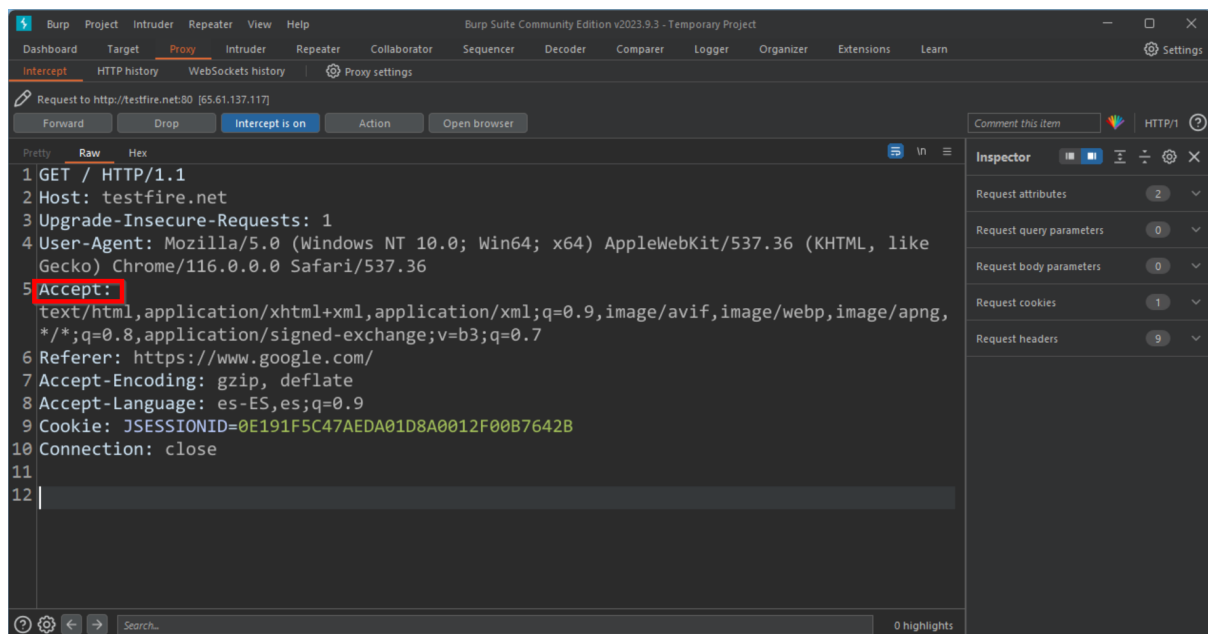 Burp Project Intruder Repeater View Help Burp Suite Community Edition v2023.9.3 - Temporary Project
Dashboard Target Proxy Intruder Repeater Collaborator Sequencer Decoder Comparer Logger Organizer Extensions Learn Settings
Intercept HTTP history WebSockets history Proxy settings
Request to http://testfire.net:80 [65.61.137.117]
Forward Drop Intercept is on Action Open browser Comment this item HTTP/1 ?
Pretty Raw Hex \n Inspector
1 GET / HTTP/1.1
2 Host: testfire.net
3 Upgrade-Insecure-Requests: 1
4 User-Agent: Mozilla/5.0 (Windows NT 10.0; Win64; x64) AppleWebKit/537.36 (KHTML, like
Gecko) Chrome/116.0.0.0 Safari/537.36
5 Accept:
text/html,application/xhtml+xml,application/xml;q=0.9,image/avif,image/webp,image/apng,
*/*;q=0.8,application/signed-exchange;v=b3;q=0.7
6 Referer: https://www.google.com/
7 Accept-Encoding: gzip, deflate
8 Accept-Language: es-ES,es;q=0.9
9 Cookie: JSESSIONID=0E191F5C47AEDA01D8A0012F00B7642B
10 Connection: close
11
12
Request attributes 2
Request query parameters 0
Request body parameters 0
Request cookies 1
Request headers 9
? Search... 0 highlights